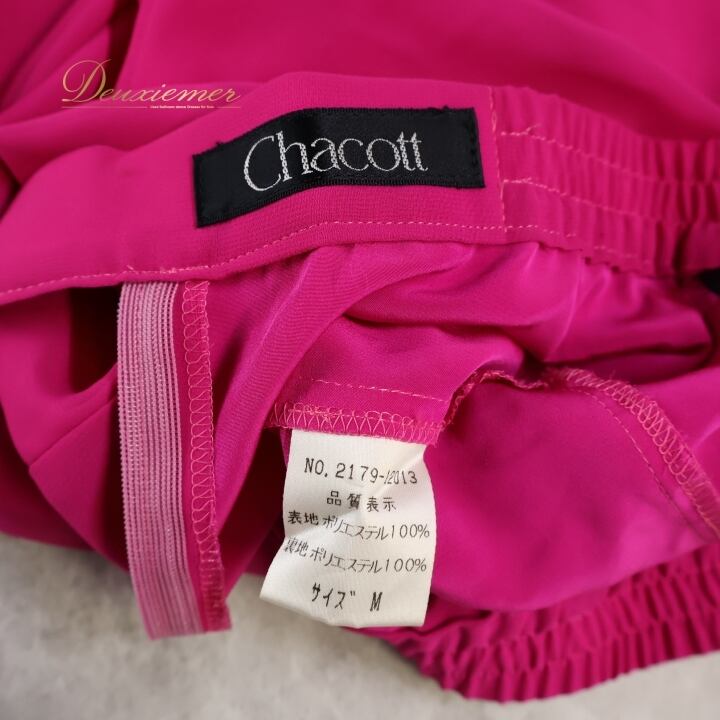 Deuxiemer
Chacott
NO.2179-12013
品質表示
表地 ポリエステル100%
裏地 ポリエステル100%
サイズ M